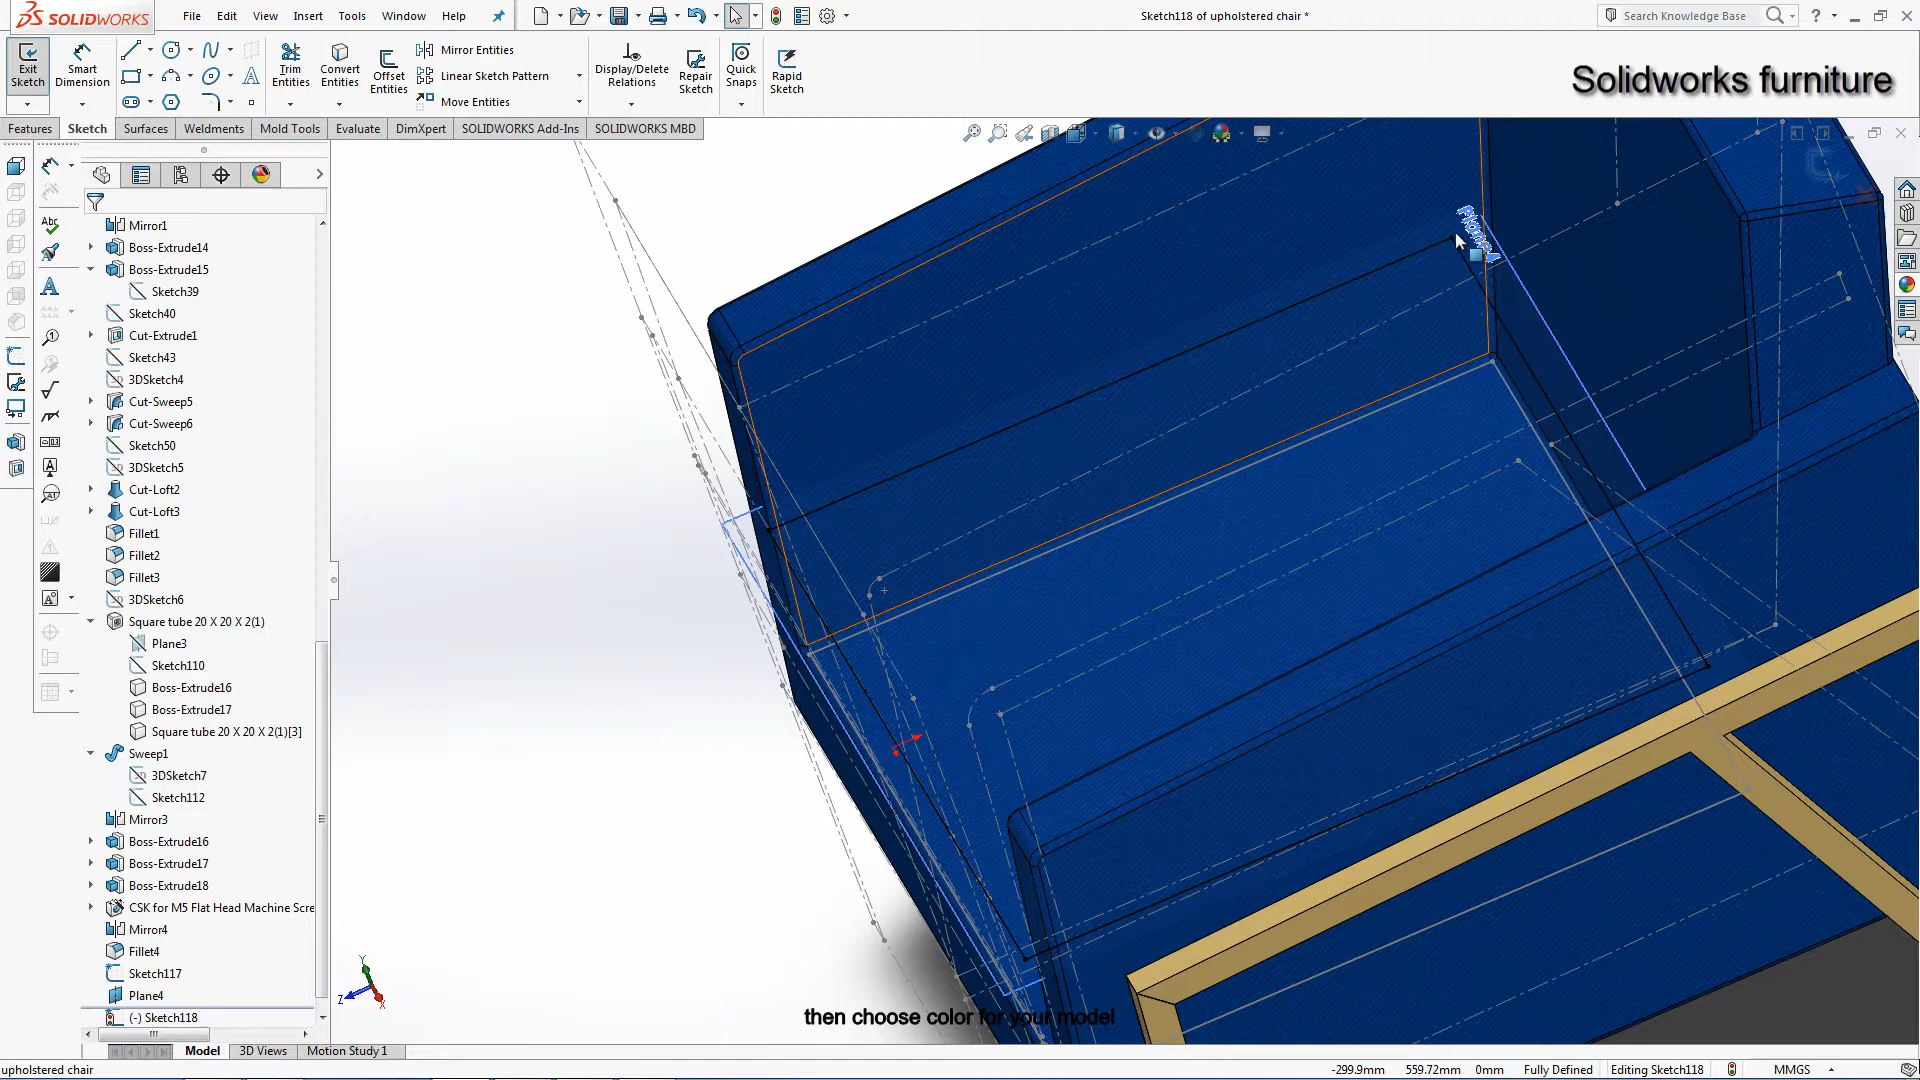 SOLIDWORKS
File Edit View Insert Tools Window Help
Sketch118 of upholstered chair *
Search Knowledge Base
Exit Sketch
Smart Dimension
Trim Entities
Convert Entities
Offset Entities
Mirror Entities
Linear Sketch Pattern
Move Entities
Display/Delete Relations
Repair Sketch
Quick Snaps
Rapid Sketch
Solidworks furniture
Features Sketch Surfaces Weldments Mold Tools Evaluate DimXpert SOLIDWORKS Add-Ins SOLIDWORKS MBD
Mirror1
Boss-Extrude14
Boss-Extrude15
Sketch39
Sketch40
Cut-Extrude1
Sketch43
3DSketch4
Cut-Sweep5
Cut-Sweep6
Sketch50
3DSketch5
Cut-Loft2
Cut-Loft3
Fillet1
Fillet2
Fillet3
3DSketch6
Square tube 20 X 20 X 2(1)
Plane3
Sketch110
Boss-Extrude16
Boss-Extrude17
Square tube 20 X 20 X 2(1)[3]
Sweep1
3DSketch7
Sketch112
Mirror3
Boss-Extrude16
Boss-Extrude17
Boss-Extrude18
CSK for M5 Flat Head Machine Scre
Mirror4
Fillet4
Sketch117
Plane4
(-) Sketch118
Plane4
Y
Z
X
then choose color for your model
Model 3D Views Motion Study 1
upholstered chair
-299.9mm 559.72mm 0mm Fully Defined Editing Sketch118 MMGS